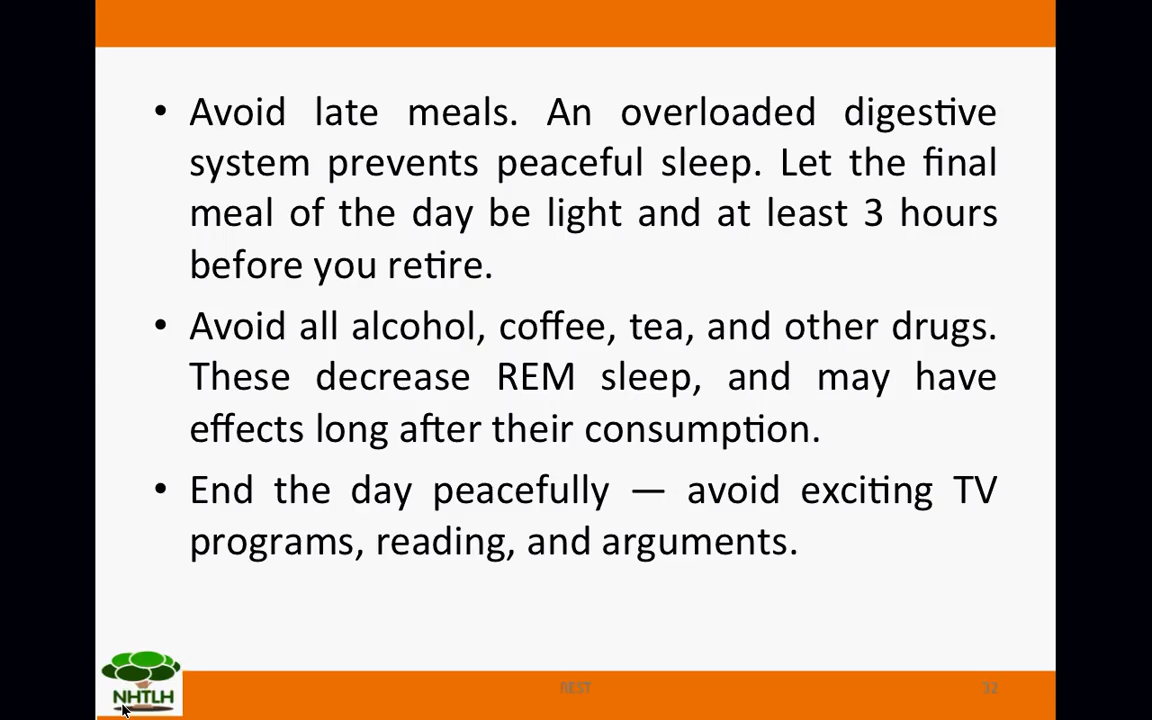 • Avoid late meals. An overloaded digestive
system prevents peaceful sleep. Let the final
meal of the day be light and at least 3 hours
before you retire.
• Avoid all alcohol, coffee, tea, and other drugs.
These decrease REM sleep, and may have
effects long after their consumption.
• End the day peacefully — avoid exciting TV
programs, reading, and arguments.
NHTLH
REST
32